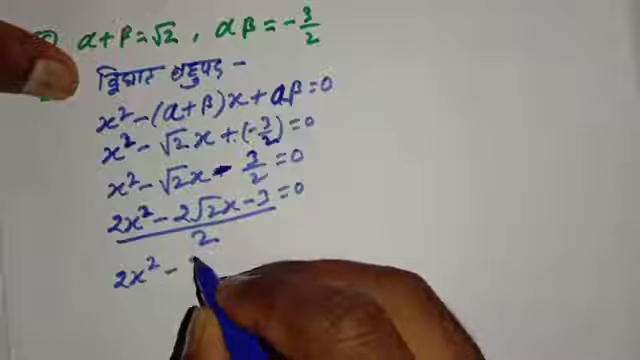 α+β=√2, αβ=-3/2
द्विघात बहुपद -
x²-(α+β)x+αβ=0
x²-√2x+(-3/2)=0
x²-√2x-3/2=0
2x²-2√2x-3/2=0
2x²-